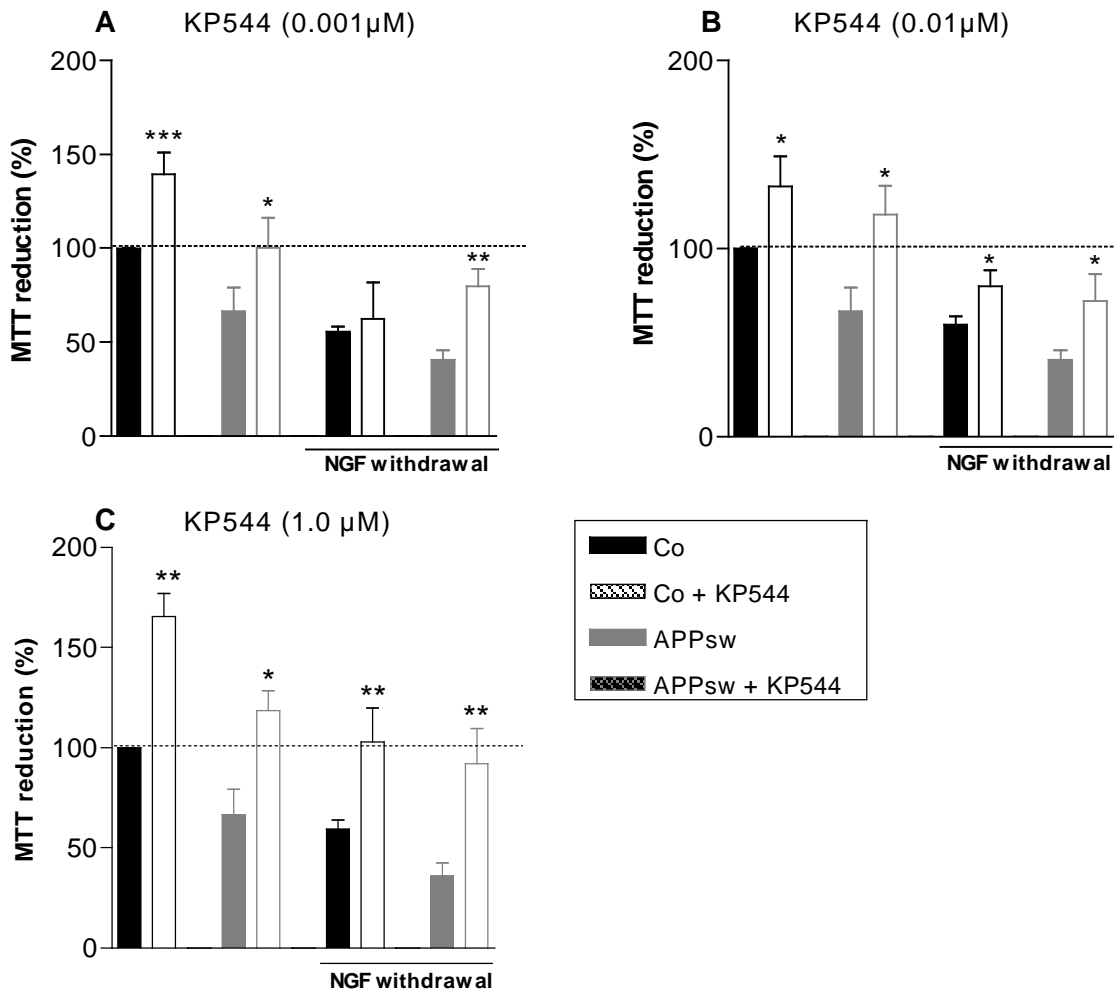 A KP544 (0.001µM)
200
150
100
50
0
MTT reduction (%)
***
*
**
NGF withdrawal
B KP544 (0.01µM)
200
100
0
MTT reduction (%)
*
*
*
*
NGF withdrawal
C KP544 (1.0 µM)
200
150
100
50
0
MTT reduction (%)
**
*
**
**
NGF withdrawal
Co
Co + KP544
APPsw
APPsw + KP544